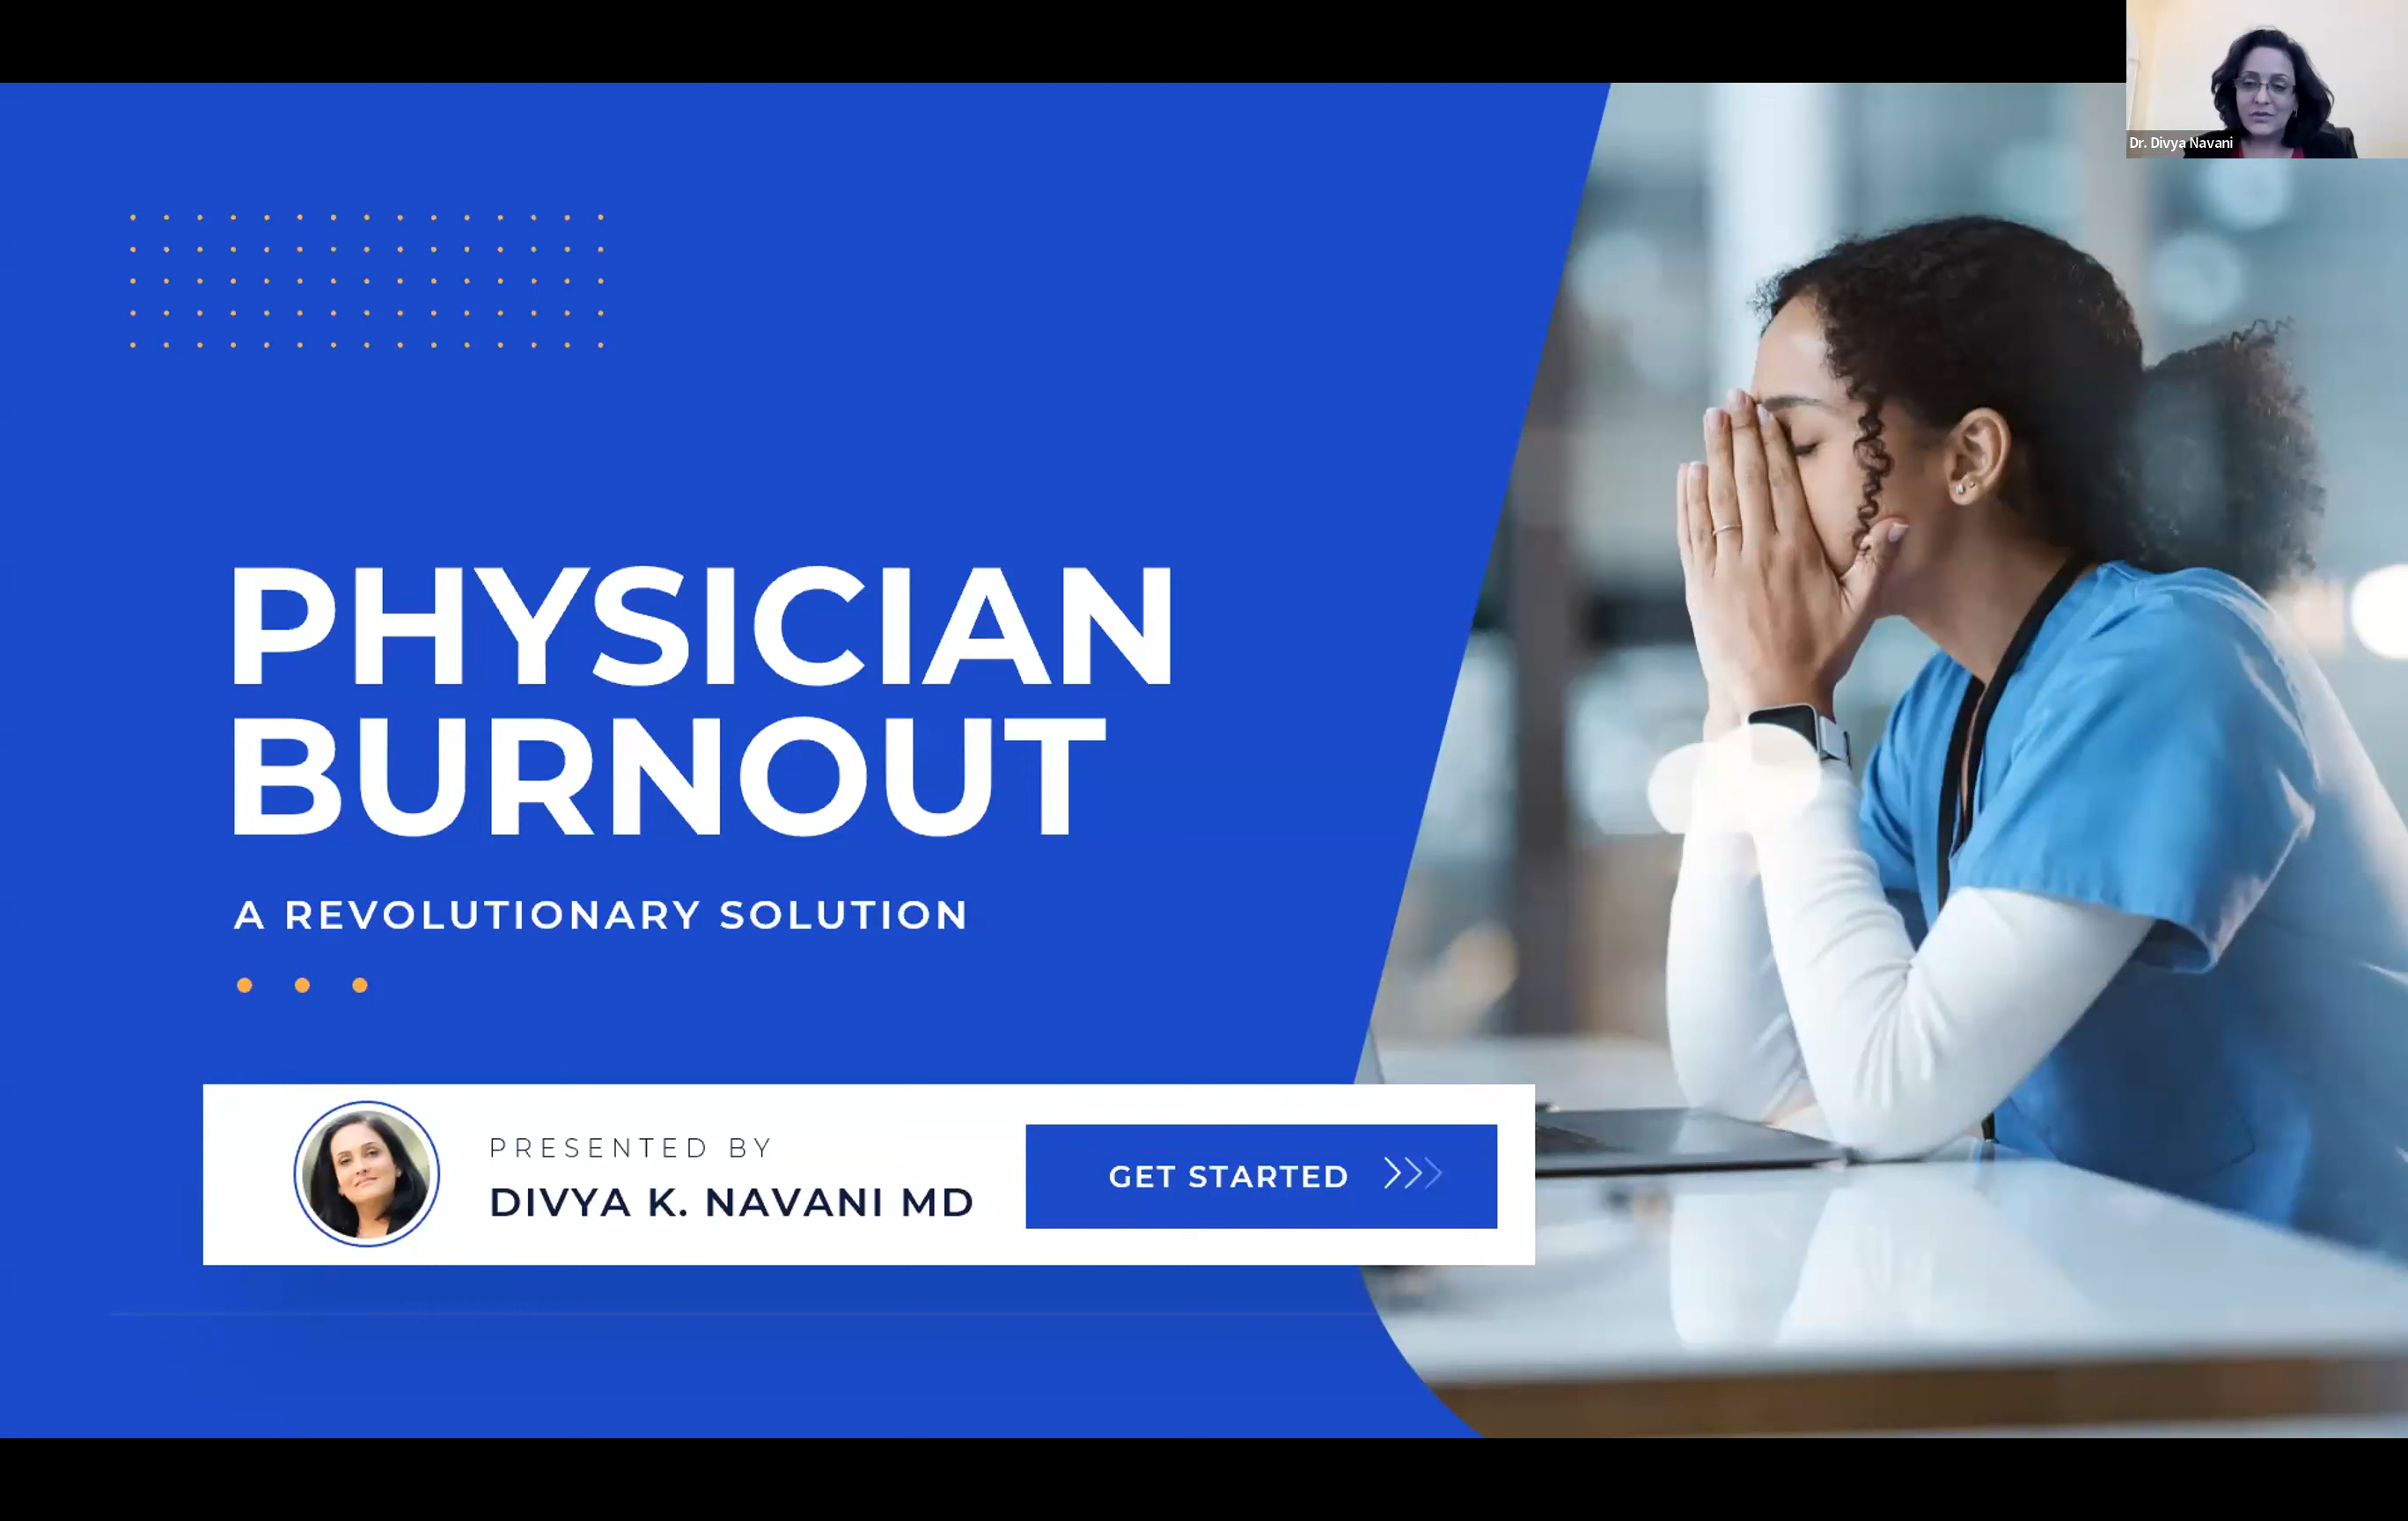 Dr. Divya Navani
PHYSICIAN
BURNOUT
A REVOLUTIONARY SOLUTION
PRESENTED BY
DIVYA K. NAVANI MD
GET STARTED